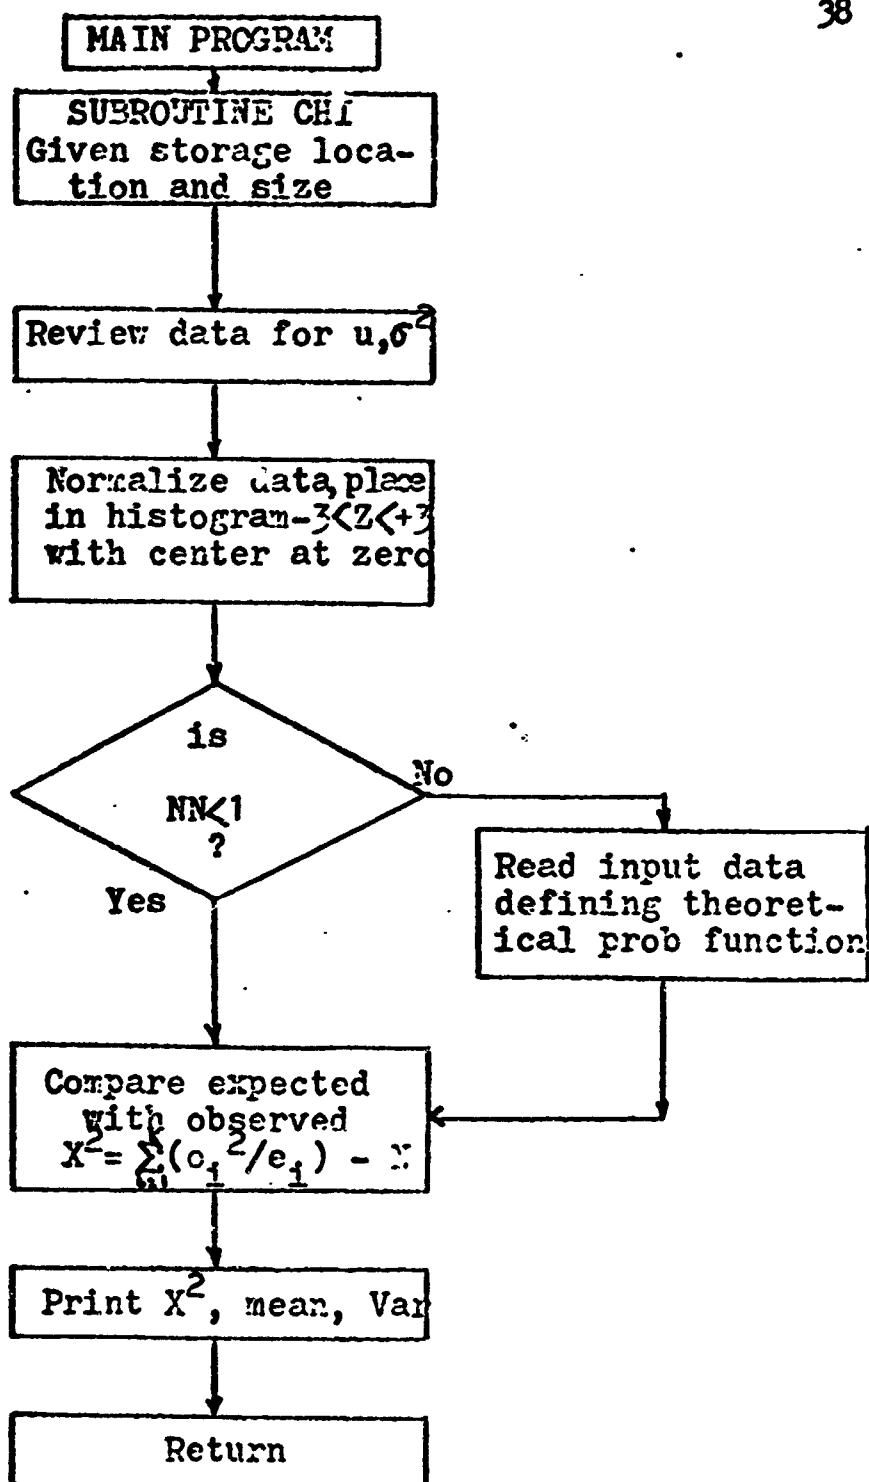 38
MAIN PROGRAM
SUBROUTINE CHI
Given storage loca-
tion and size
Review data for u,σ²
Normalize data, place
in histogram-3<Z<+3
with center at zero
is
NN<1
?
No
Yes
Read input data
defining theoret-
ical prob function
Compare expected
with observed
X²= Σ(o_i²/e_i) -
Print X², mean, Var
Return